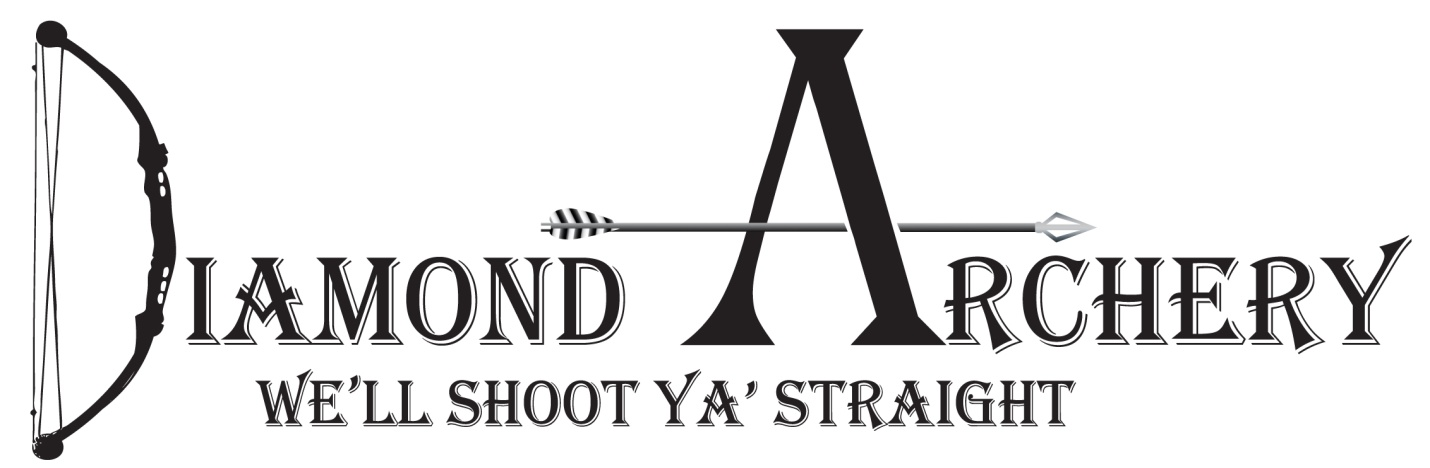 DIAMOND ARCHERY
WE'LL SHOOT YA' STRAIGHT